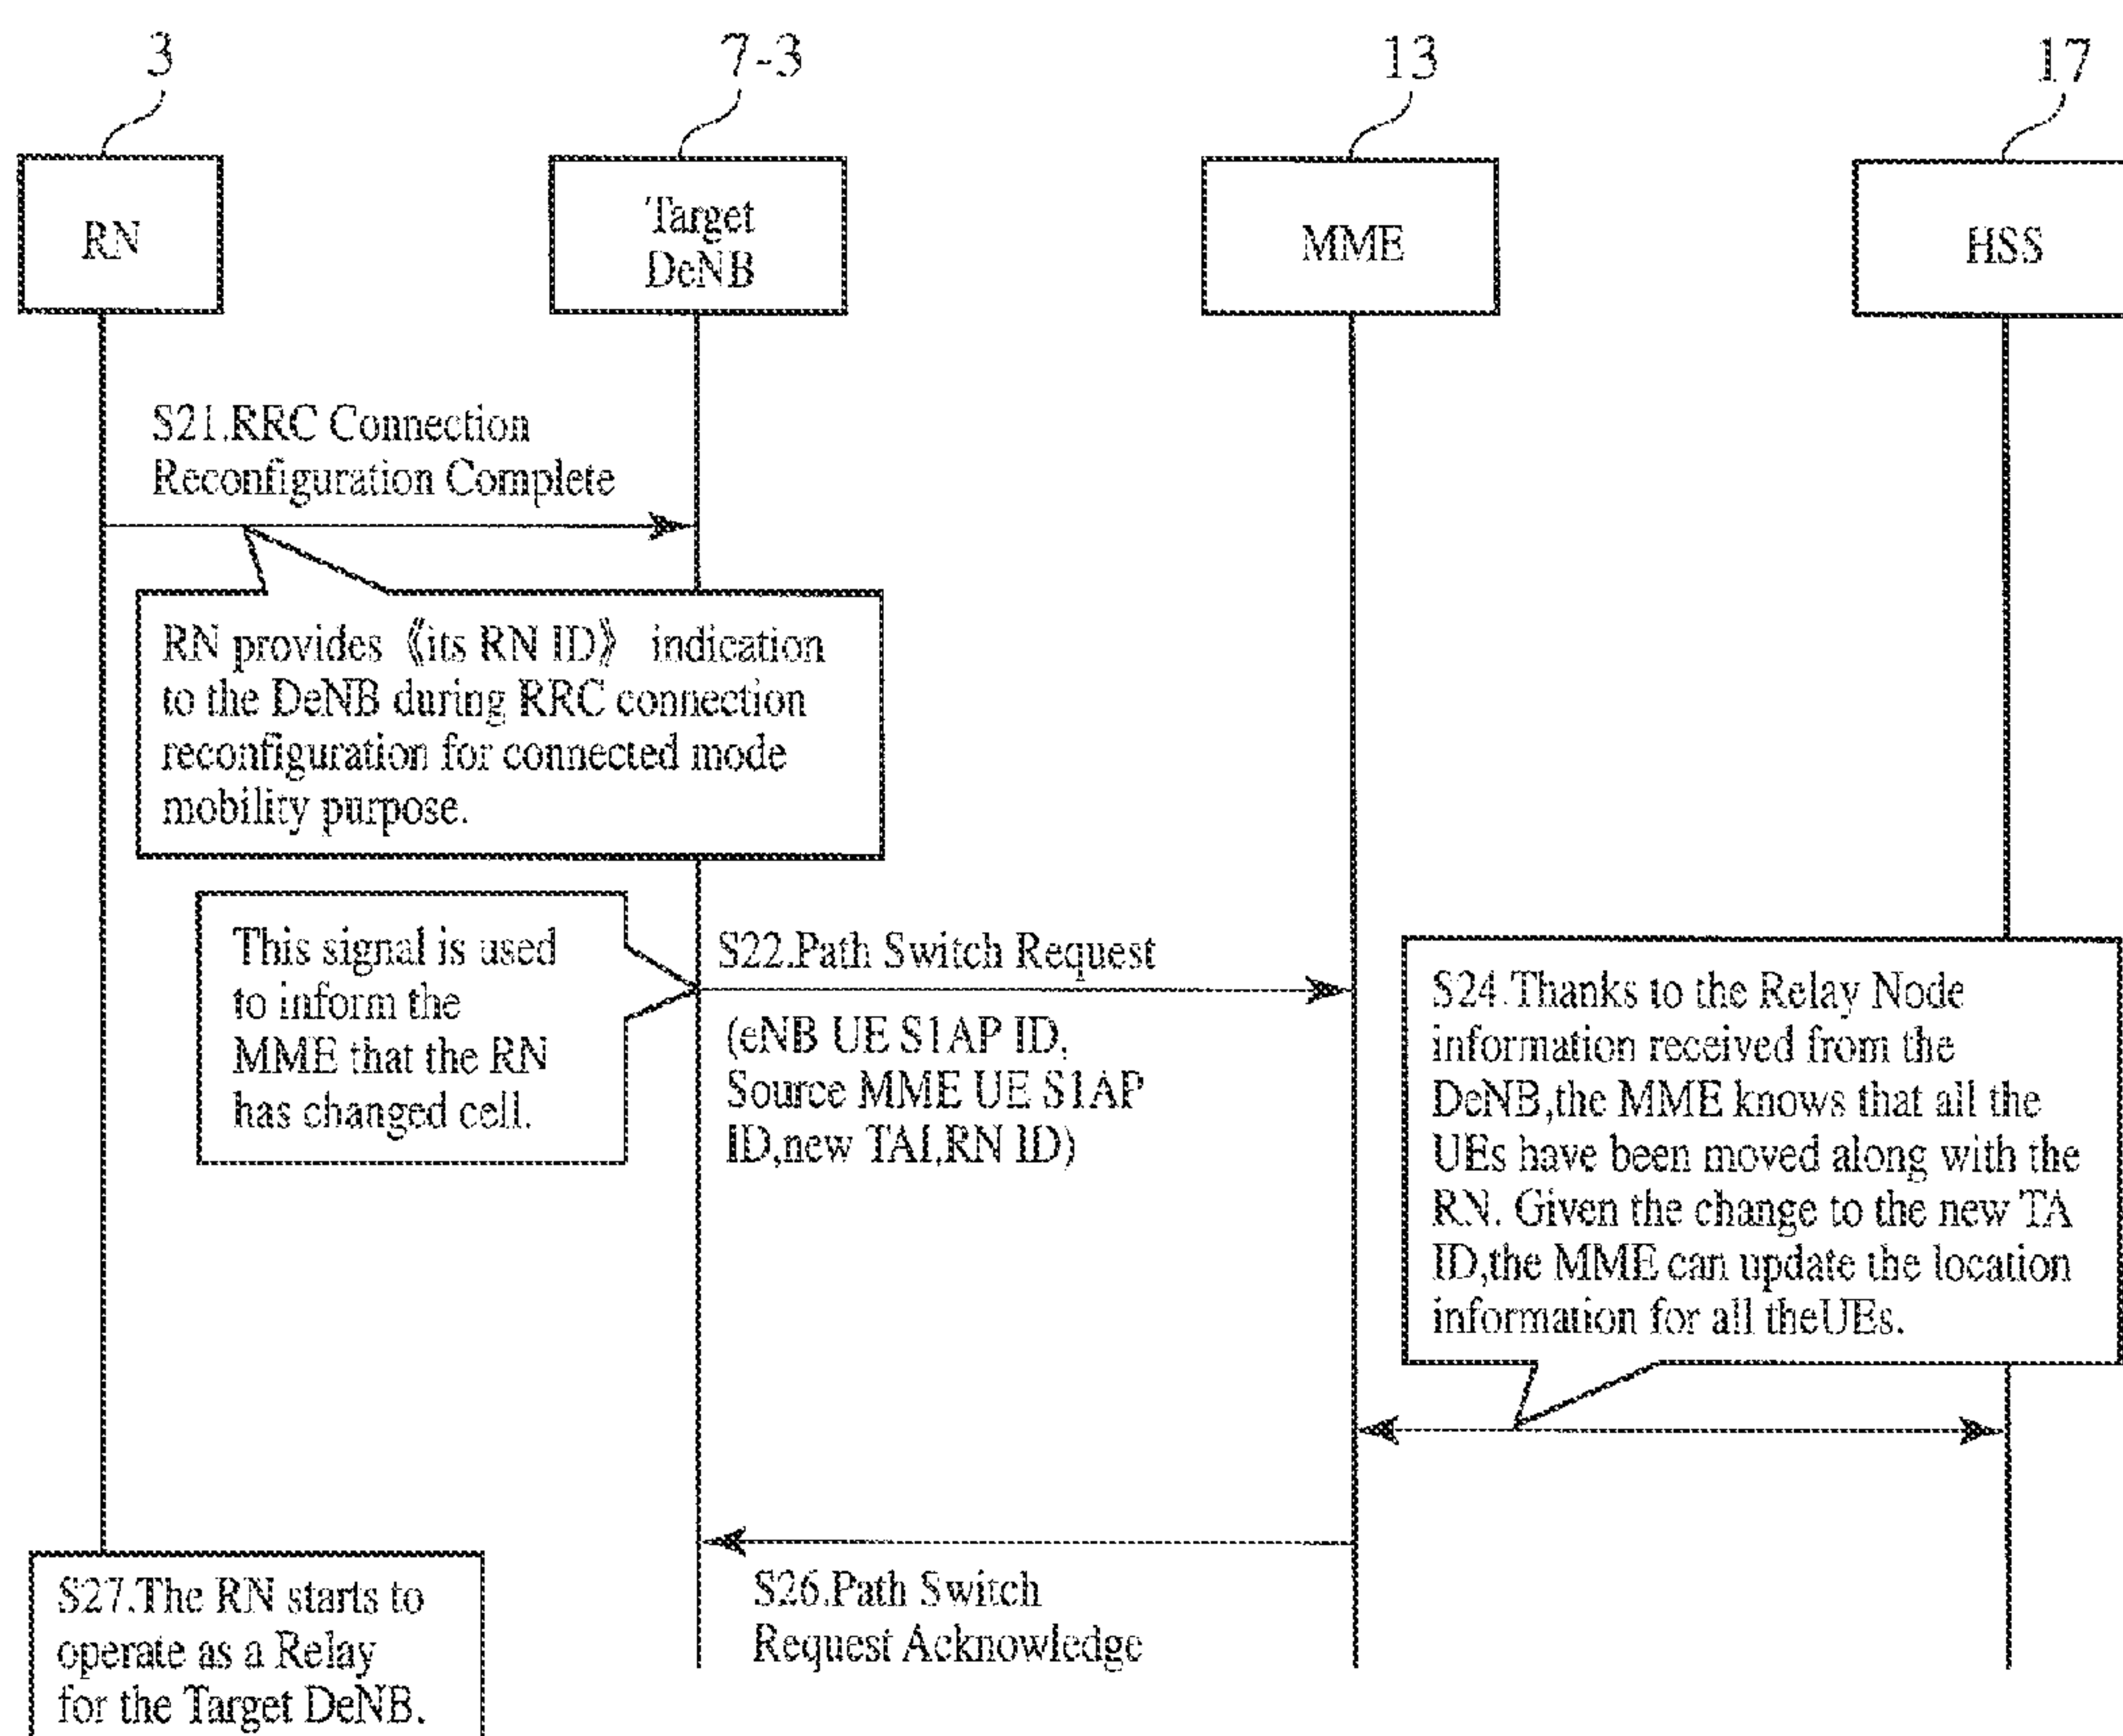 3
7-3
13
17
RN
Target
DeNB
MME
HSS
S21.RRC Connection
Reconfiguration Complete
RN provides 《its RN ID》 indication
to the DeNB during RRC connection
reconfiguration for connected mode
mobility purpose.
This signal is used
to inform the
MME that the RN
has changed cell.
S22.Path Switch Request
(eNB UE S1AP ID,
Source MME UE S1AP
ID,new TAI,RN ID)
S24.Thanks to the Relay Node
information received from the
DeNB,the MME knows that all the
UEs have been moved along with the
RN. Given the change to the new TA
ID,the MME can update the location
information for all theUEs.
S26.Path Switch
Request Acknowledge
S27.The RN starts to
operate as a Relay
for the Target DeNB.